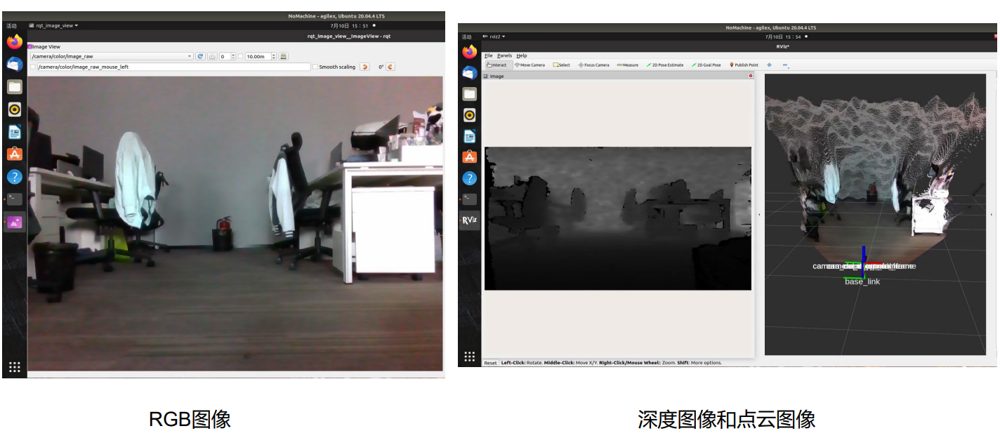 NoMachine - agilex, Ubuntu 20.04.4 LTS
活动 rqt_image_view 7月10日 15：51
rqt_image_view__ImageView - rqt
Image View
/camera/color/image_raw 0 10.00m
/camera/color/image_raw_mouse_left Smooth scaling 0°
NoMachine - agilex, Ubuntu 20.04.4 LTS
活动 rviz2 7月10日 15：54
RViz*
File Panels Help
Interact Move Camera Select Focus Camera Measure 2D Pose Estimate 2D Goal Pose Publish Point
Image
RViz
base_link
Reset Left-Click: Rotate. Middle-Click: Move X/Y. Right-Click/Mouse Wheel: Zoom. Shift: More options.
RGB图像
深度图像和点云图像